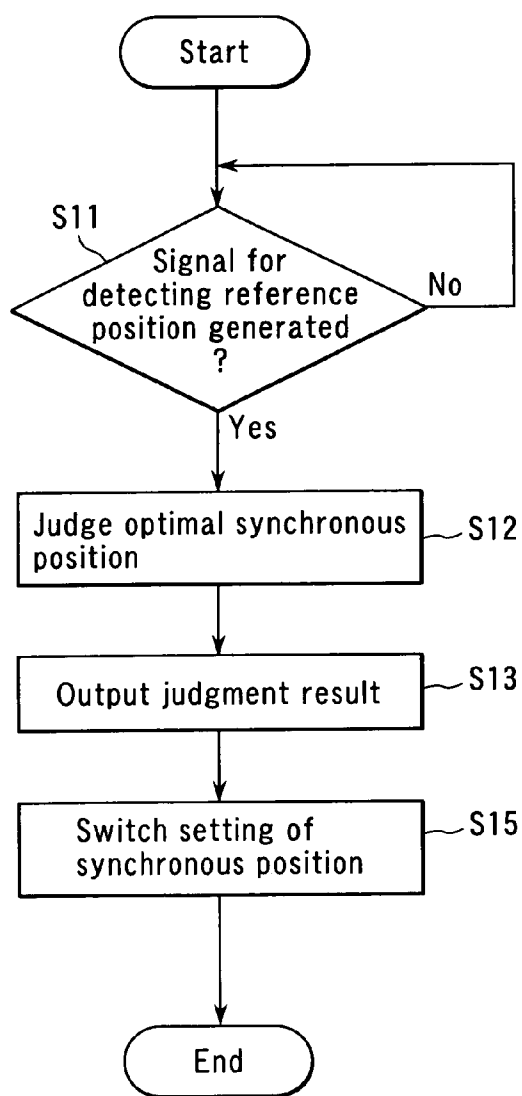 Start
S11
Signal for
detecting reference
position generated
?
No
Yes
Judge optimal synchronous
position
S12
Output judgment result
S13
Switch setting of
synchronous position
S15
End